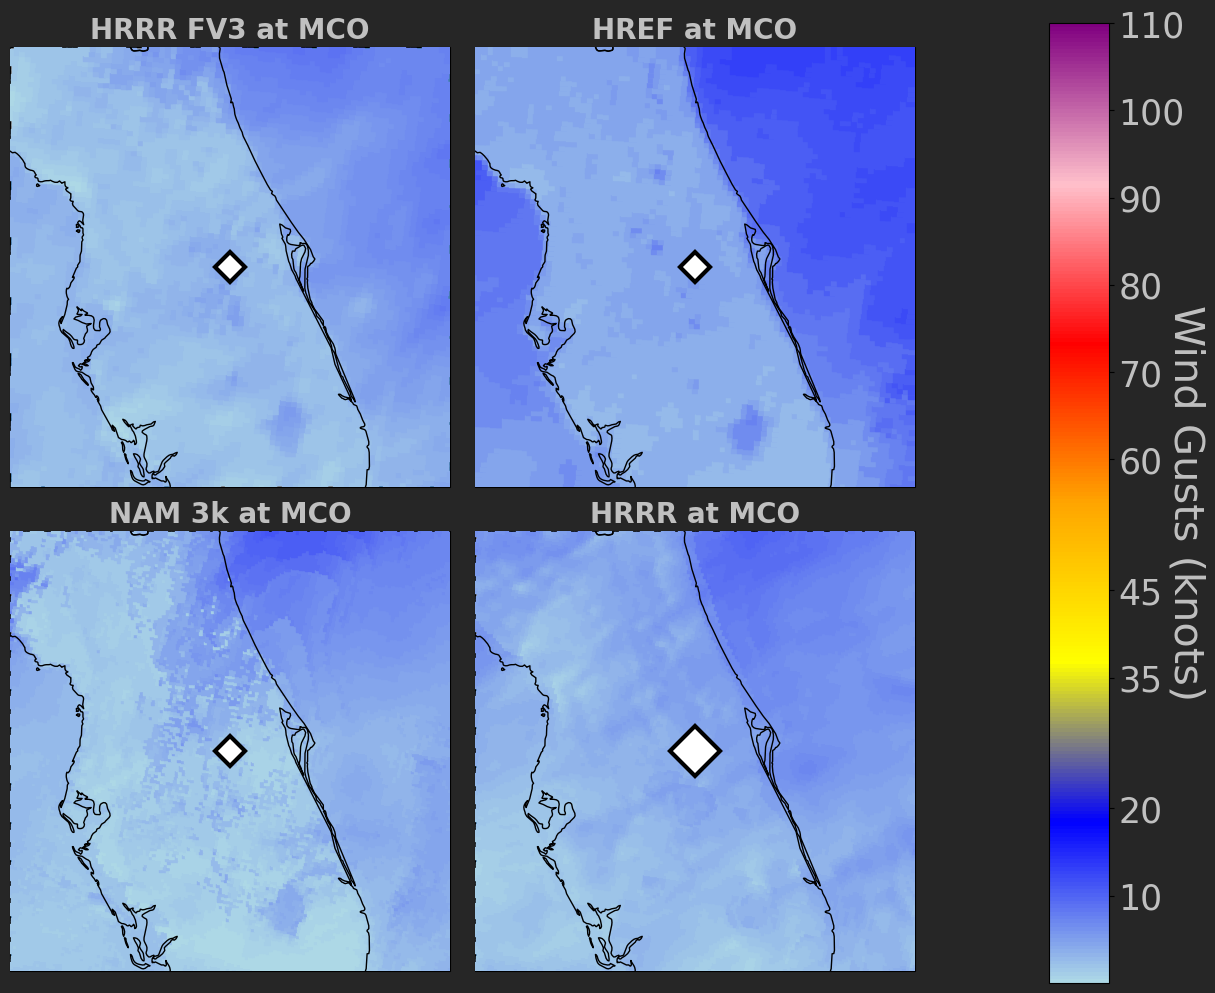 HRRR FV3 at MCO
HREF at MCO
NAM 3k at MCO
HRRR at MCO
110
100
90
80
70
60
45
35
20
10
Wind Gusts (knots)